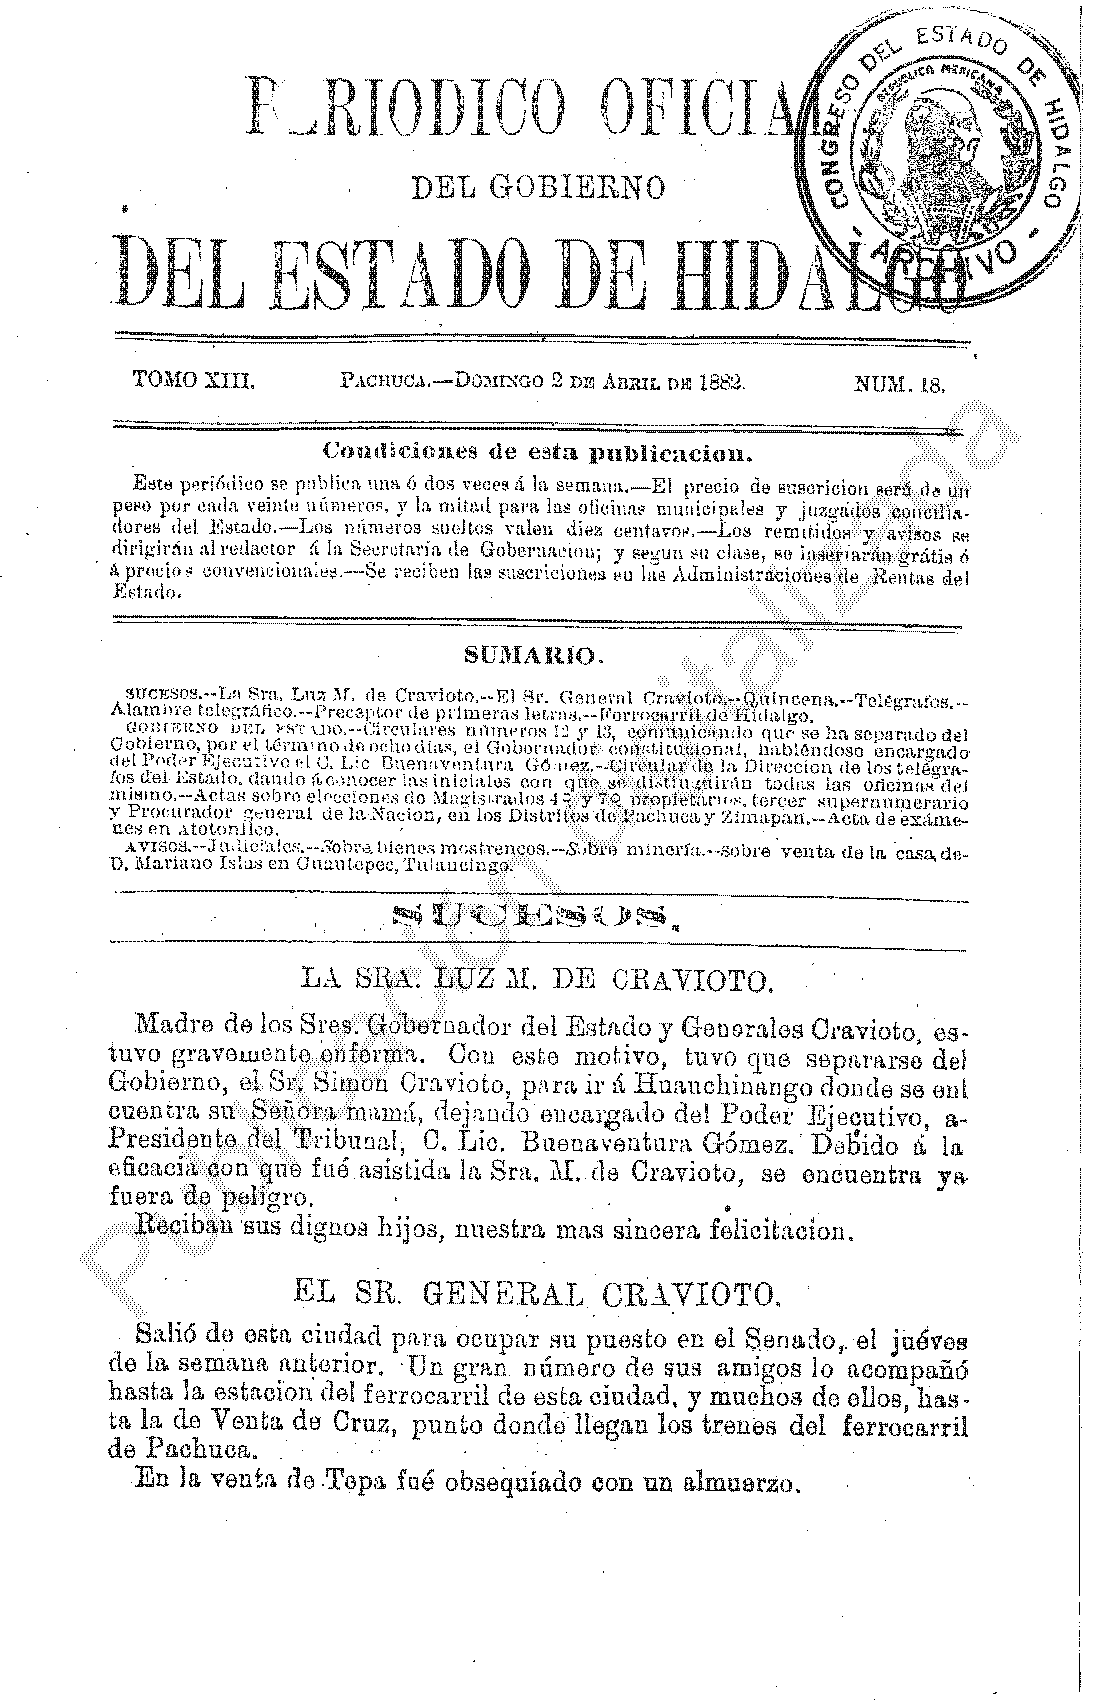 PERIODICO OFICIAL
DEL GOBIERNO
DEL ESTADO DE HIDALGO
CONGRESO DEL ESTADO DE HIDALGO
REPUBLICA MEXICANA
- ARCHIVO -
TOMO XIII. PACHUCA.—DOMINGO 2 DE ABRIL DE 1882. NUM. 18.
Condiciones de esta publicacion.
Este periódico se publica una ó dos veces á la semana.—El precio de suscricion será de un
peso por cada veinte números, y la mitad para las oficinas municipales y juzgados concilia-
dores del Estado.—Los números sueltos valen diez centavos.—Los remitidos y avisos se
dirigirán al redactor á la Secretaría de Gobernacion; y segun su clase, se insertarán grátis ó
á precios convencionales.—Se reciben las suscriciones en las Administraciones de Rentas del
Estado.
SUMARIO.
SUCESOS.--La Sra. Luz M. de Cravioto.--El Sr. General Cravioto.--Quincena.--Telégrafos.--
Alambre telegráfico.--Preceptor de primeras letras.--Ferrocarril de Hidalgo.
GOBIERNO DEL ESTADO.--Circulares números 12 y 13, comunicando que se ha separado del
Gobierno, por el término de ocho dias, el Gobernador constitucional, habiéndose encargado
del Poder Ejecutivo el C. Lic Buenaventura Gómez.--Circular de la Direccion de los telégra-
fos del Estado, dando á conocer las iniciales con que se distinguirán todas las oficinas del
mismo.--Actas sobre elecciones de Magistrados 4º y 7º propietarios, tercer supernumerario
y Procurador general de la Nacion, en los Distritos de Pachuca y Zimapan.--Acta de exáme-
nes en Atotonilco.
AVISOS.--Judiciales.--Sobre bienes mostrencos.--Sobre minería.--sobre venta de la casa de-
D. Mariano Islas en Cuautepec, Tulancingo.
SUCESOS.
LA SRA. LUZ M. DE CRAVIOTO.
Madre de los Sres. Gobernador del Estado y Generales Cravioto, es-
tuvo gravemente enferma. Con este motivo, tuvo que separarse del
Gobierno, el Sr. Simon Cravioto, para ir á Huauchinango donde se enl
cuentra su Señora mamá, dejando encargado del Poder Ejecutivo, a-
Presidente del Tribunal, C. Lic. Buenaventura Gómez. Debido á la
eficacia con que fué asistida la Sra. M. de Cravioto, se encuentra ya
fuera de peligro.
Reciban sus dignos hijos, nuestra mas sincera felicitacion.
EL SR. GENERAL CRAVIOTO.
Salió de esta ciudad para ocupar su puesto en el Senado, el juéves
de la semana anterior. Un gran número de sus amigos lo acompañó
hasta la estacion del ferrocarril de esta ciudad, y muchos de ellos, has-
ta la de Venta de Cruz, punto donde llegan los trenes del ferrocarril
de Pachuca.
En la venta de Tepa fué obsequiado con un almuerzo.
Publicación digitalizada